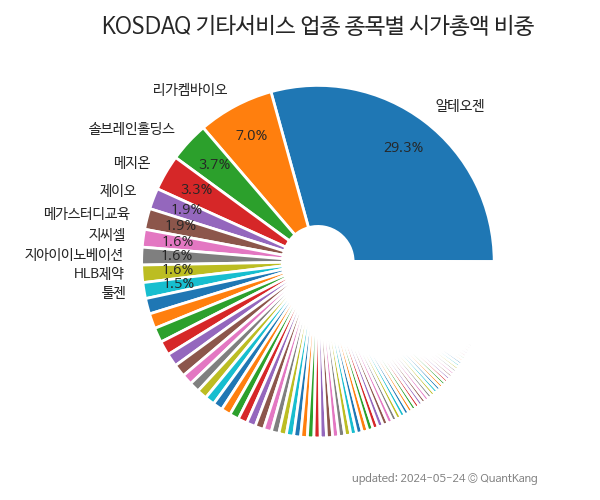 KOSDAQ 기타서비스 업종 종목별 시가총액 비중
알테오젠
29.3%
리가켐바이오
7.0%
솔브레인홀딩스
3.7%
메지온
3.3%
제이오
1.9%
메가스터디교육
1.9%
지씨셀
1.6%
지아이이노베이션
1.6%
HLB제약
1.6%
툴젠
1.5%
updated: 2024-05-24 © QuantKang